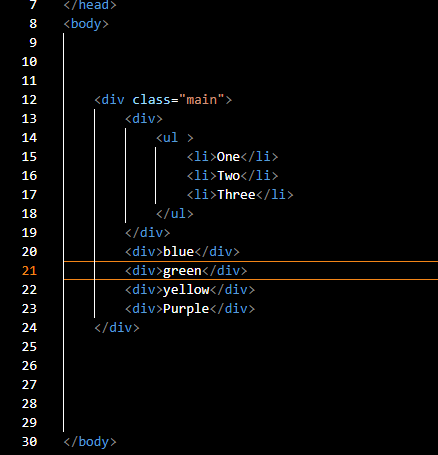 7 </head>
8 <body>
9
10
11
12 <div class="main">
13 <div>
14 <ul >
15 <li>One</li>
16 <li>Two</li>
17 <li>Three</li>
18 </ul>
19 </div>
20 <div>blue</div>
21 <div>green</div>
22 <div>yellow</div>
23 <div>Purple</div>
24 </div>
25
26
27
28
29
30 </body>